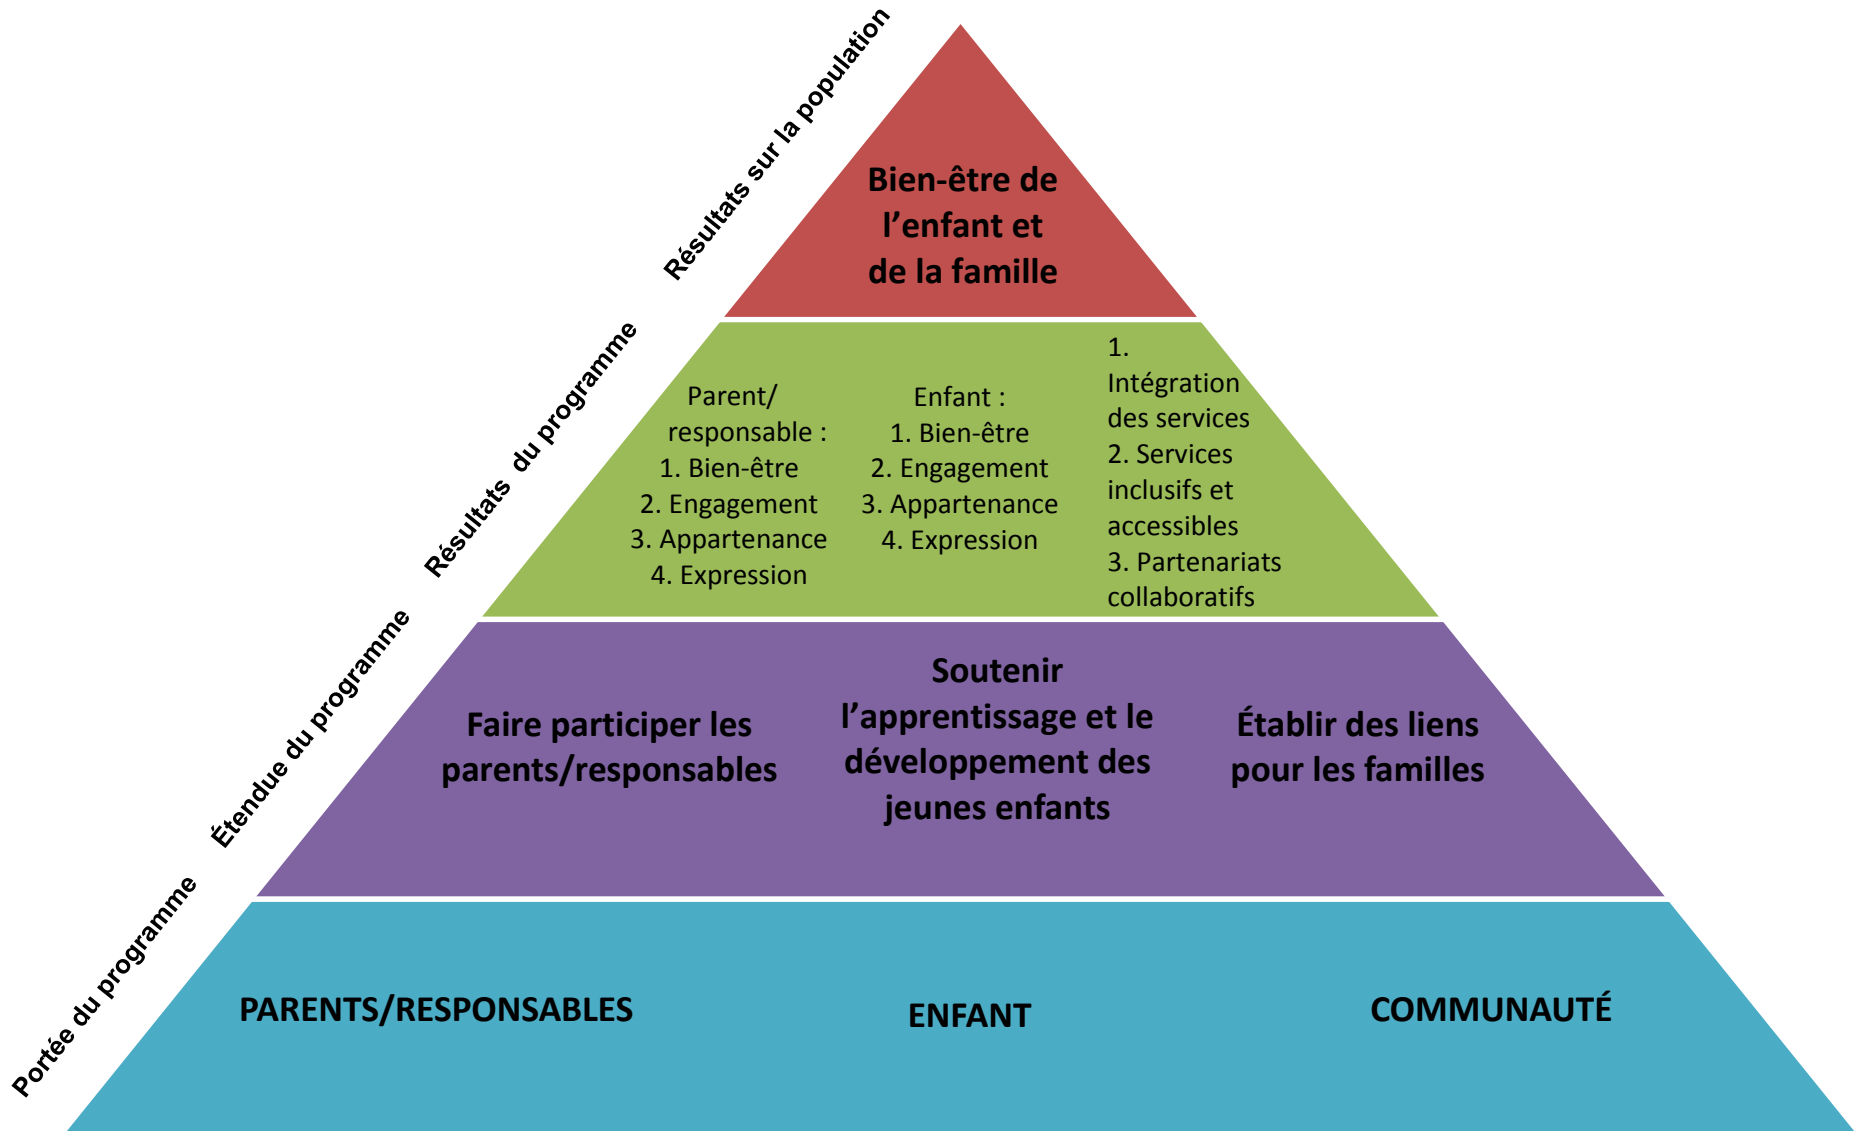 Résultats sur la population
Bien-être de
l’enfant et
de la famille
Résultats du programme
Parent/
responsable :
1. Bien-être
2. Engagement
3. Appartenance
4. Expression
Enfant :
1. Bien-être
2. Engagement
3. Appartenance
4. Expression
1.
Intégration
des services
2. Services
inclusifs et
accessibles
3. Partenariats
collaboratifs
Étendue du programme
Faire participer les
parents/responsables
Soutenir
l’apprentissage et le
développement des
jeunes enfants
Établir des liens
pour les familles
Portée du programme
PARENTS/RESPONSABLES
ENFANT
COMMUNAUTÉ